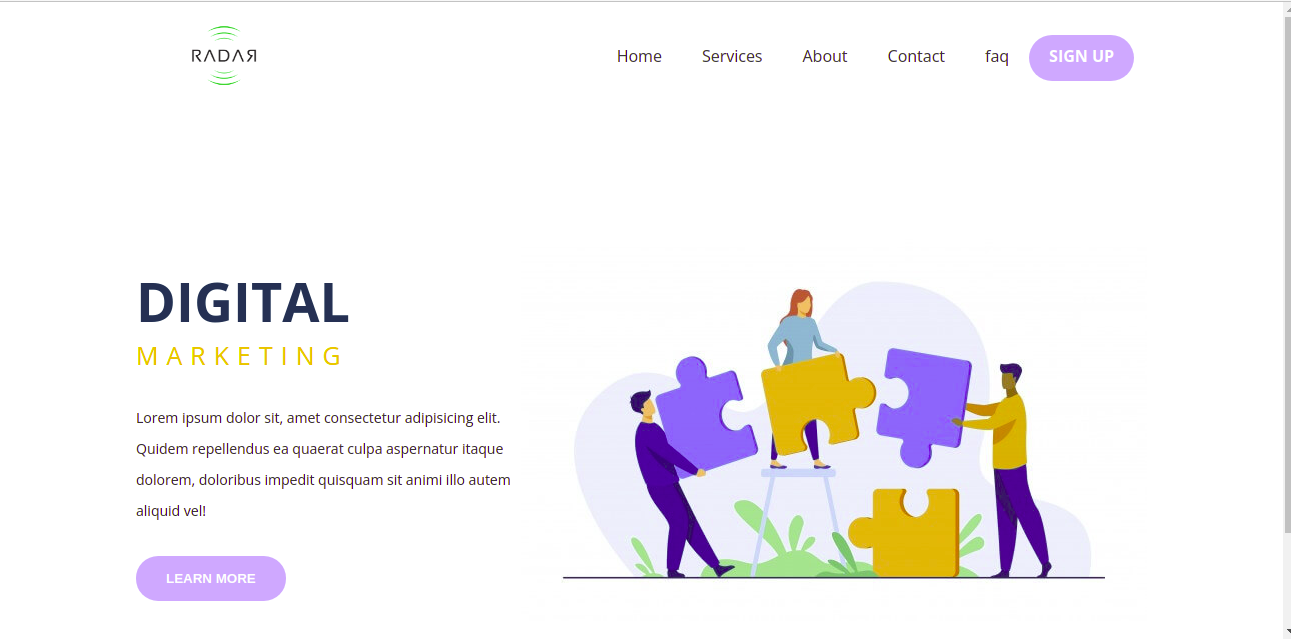 RADAR
Home Services About Contact faq SIGN UP
DIGITAL
MARKETING
Lorem ipsum dolor sit, amet consectetur adipisicing elit.
Quidem repellendus ea quaerat culpa aspernatur itaque
dolorem, doloribus impedit quisquam sit animi illo autem
aliquid vel!
LEARN MORE